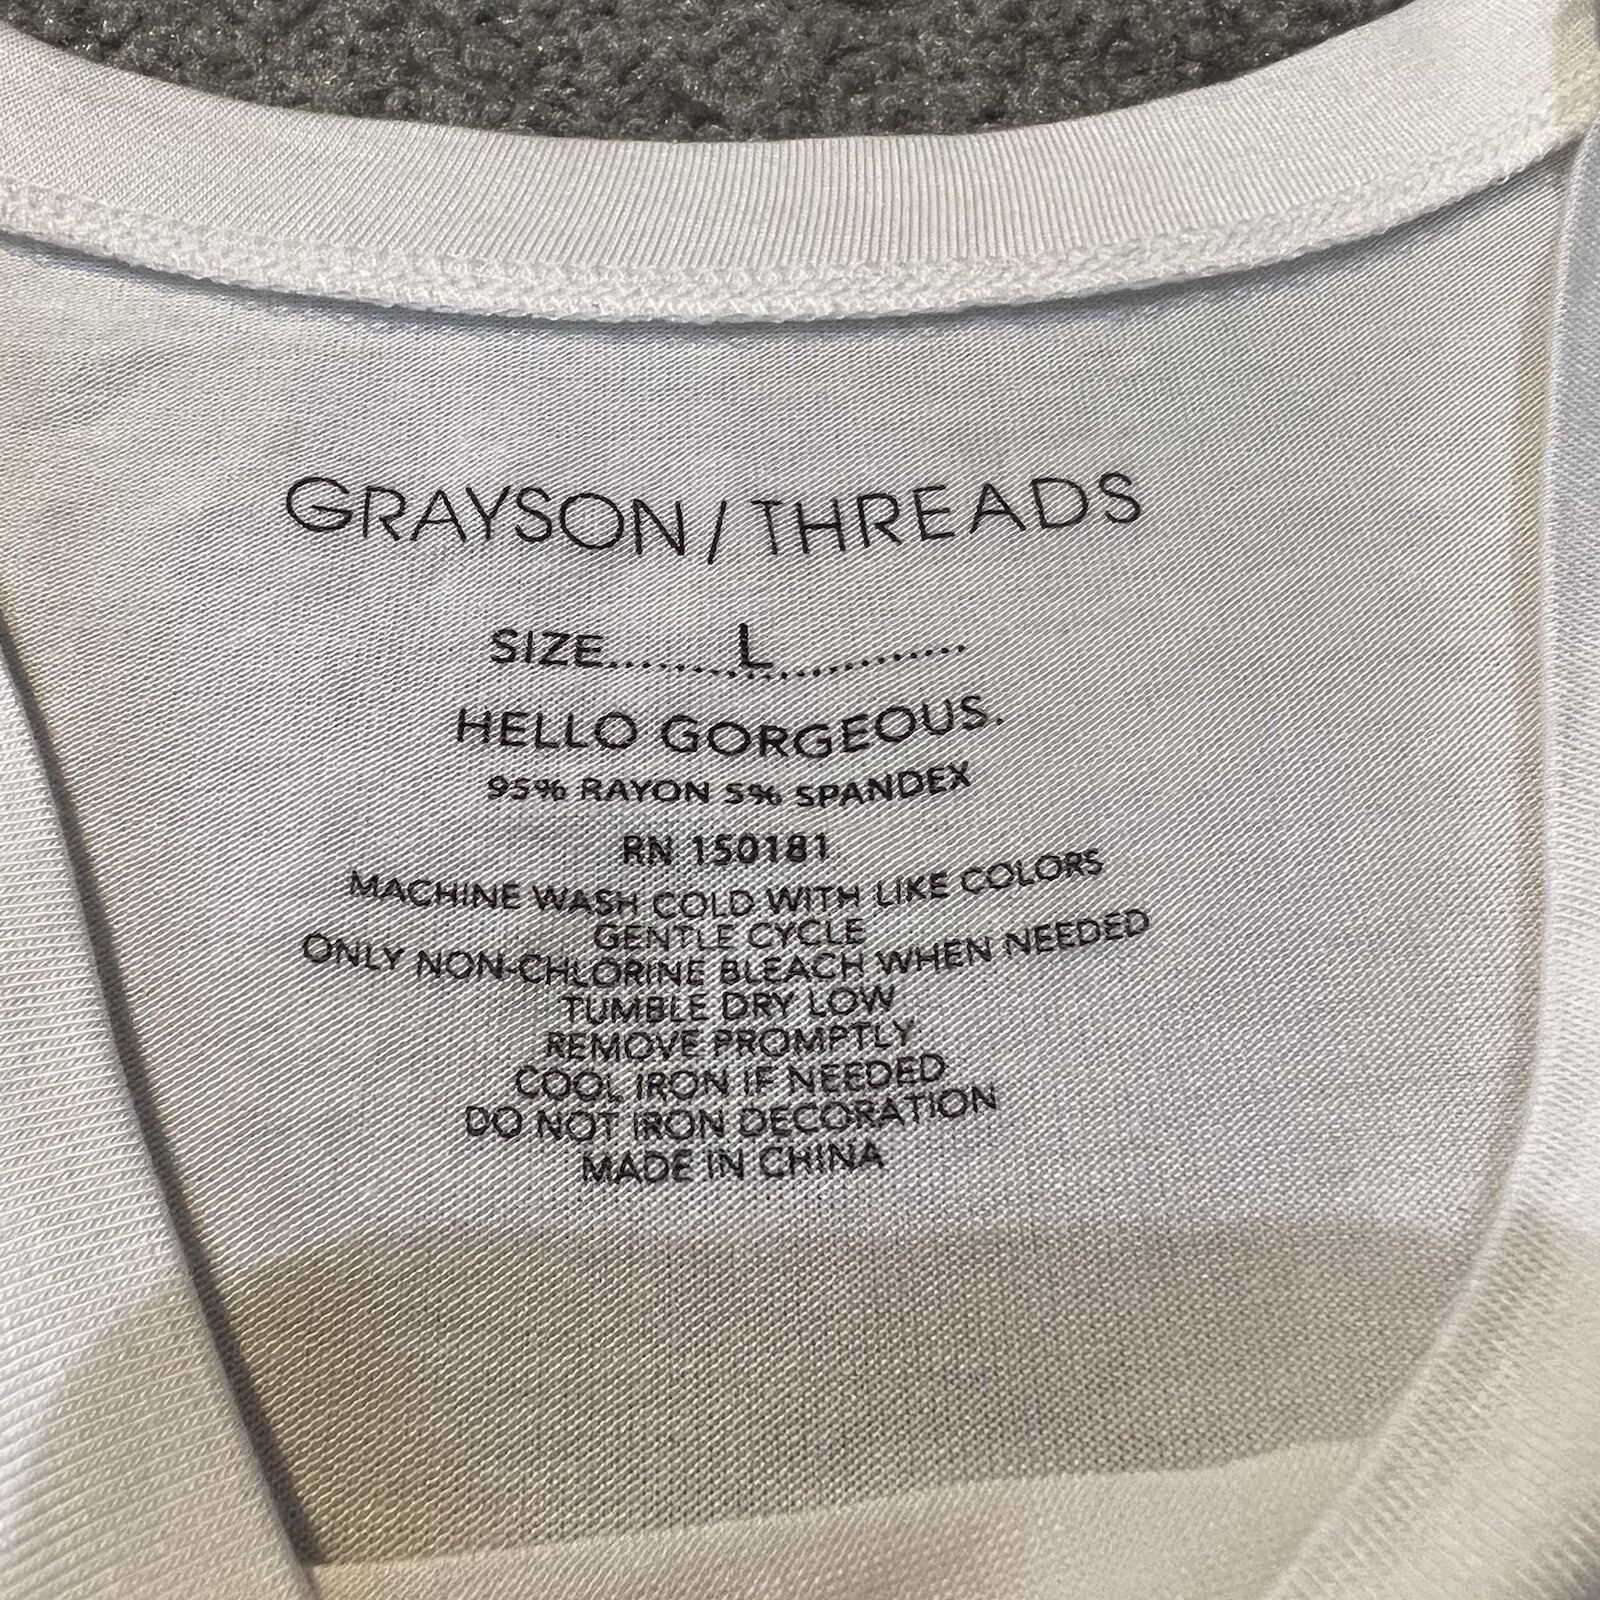 GRAYSON / THREADS
SIZE.......L..............
HELLO GORGEOUS.
95% RAYON 5% SPANDEX
RN 150181
MACHINE WASH COLD WITH LIKE COLORS
GENTLE CYCLE
ONLY NON-CHLORINE BLEACH WHEN NEEDED
TUMBLE DRY LOW
REMOVE PROMPTLY
COOL IRON IF NEEDED
DO NOT IRON DECORATION
MADE IN CHINA